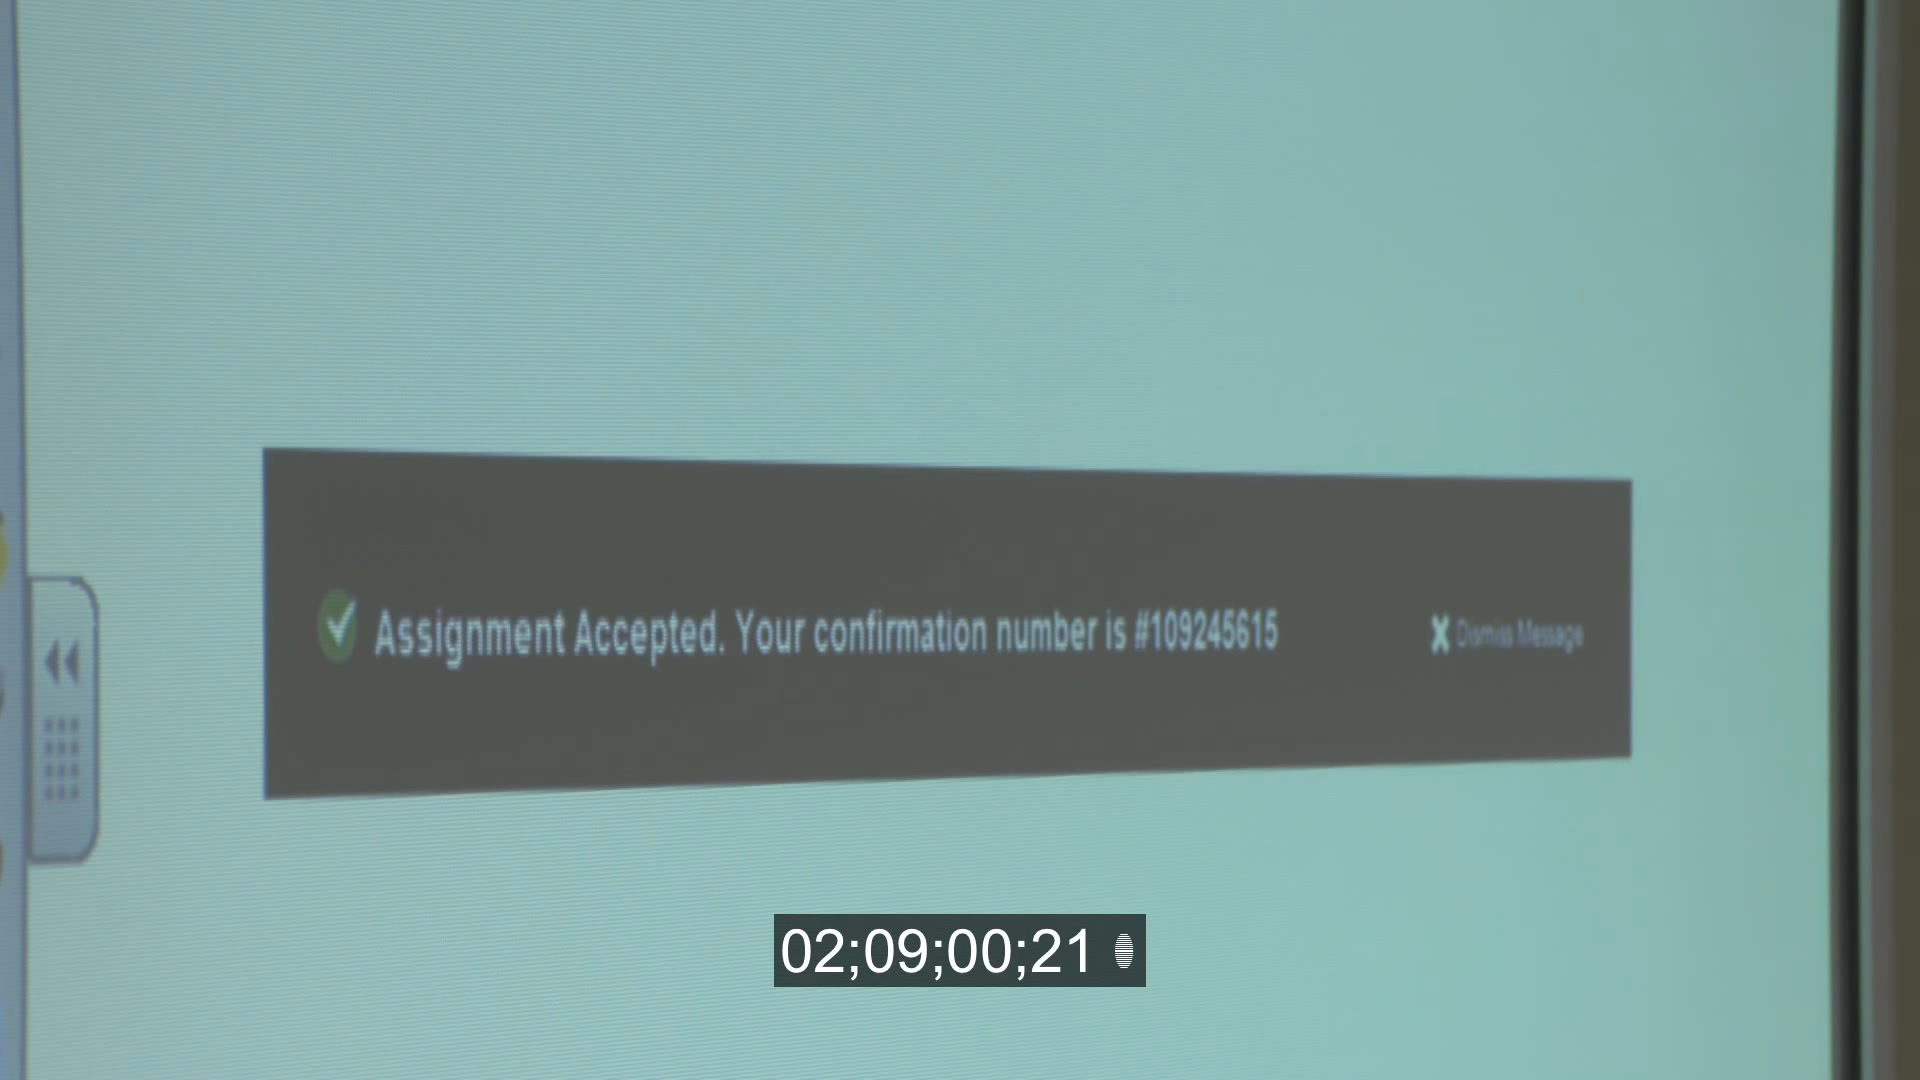 Assignment Accepted. Your confirmation number is #109245615
Dismiss Message
02;09;00;21